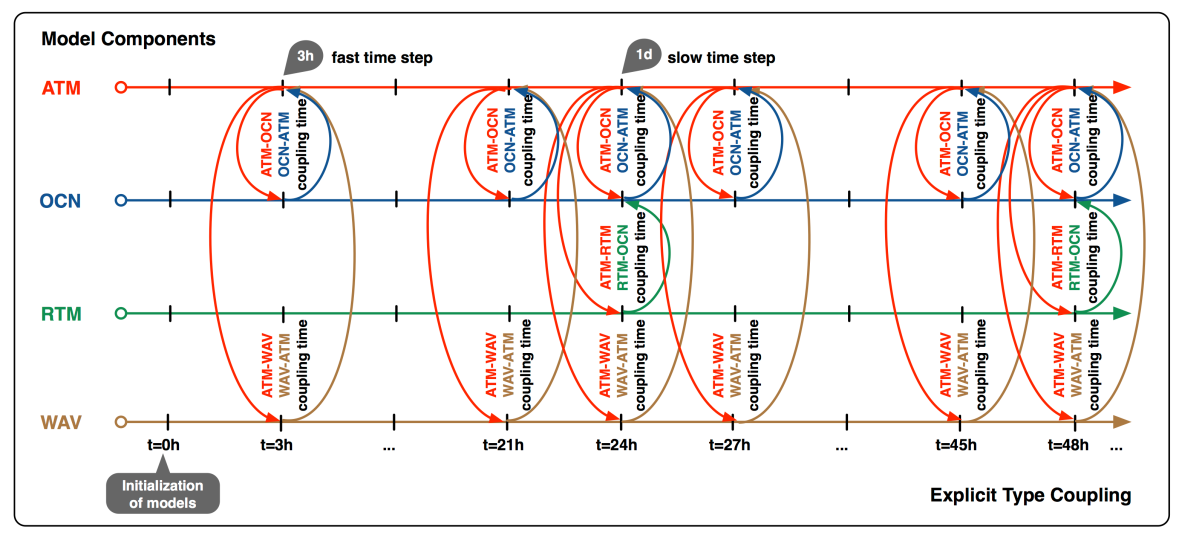 Model Components
3h fast time step
1d slow time step
ATM
ATM-OCN
OCN-ATM
coupling time
ATM-OCN
OCN-ATM
coupling time
ATM-OCN
OCN-ATM
coupling time
ATM-OCN
OCN-ATM
coupling time
ATM-OCN
OCN-ATM
coupling time
ATM-OCN
OCN-ATM
coupling time
OCN
ATM-RTM
RTM-OCN
coupling time
ATM-RTM
RTM-OCN
coupling time
RTM
ATM-WAV
WAV-ATM
coupling time
ATM-WAV
WAV-ATM
coupling time
ATM-WAV
WAV-ATM
coupling time
ATM-WAV
WAV-ATM
coupling time
ATM-WAV
WAV-ATM
coupling time
ATM-WAV
WAV-ATM
coupling time
WAV
t=0h t=3h ... t=21h t=24h t=27h ... t=45h t=48h ...
Initialization
of models
Explicit Type Coupling